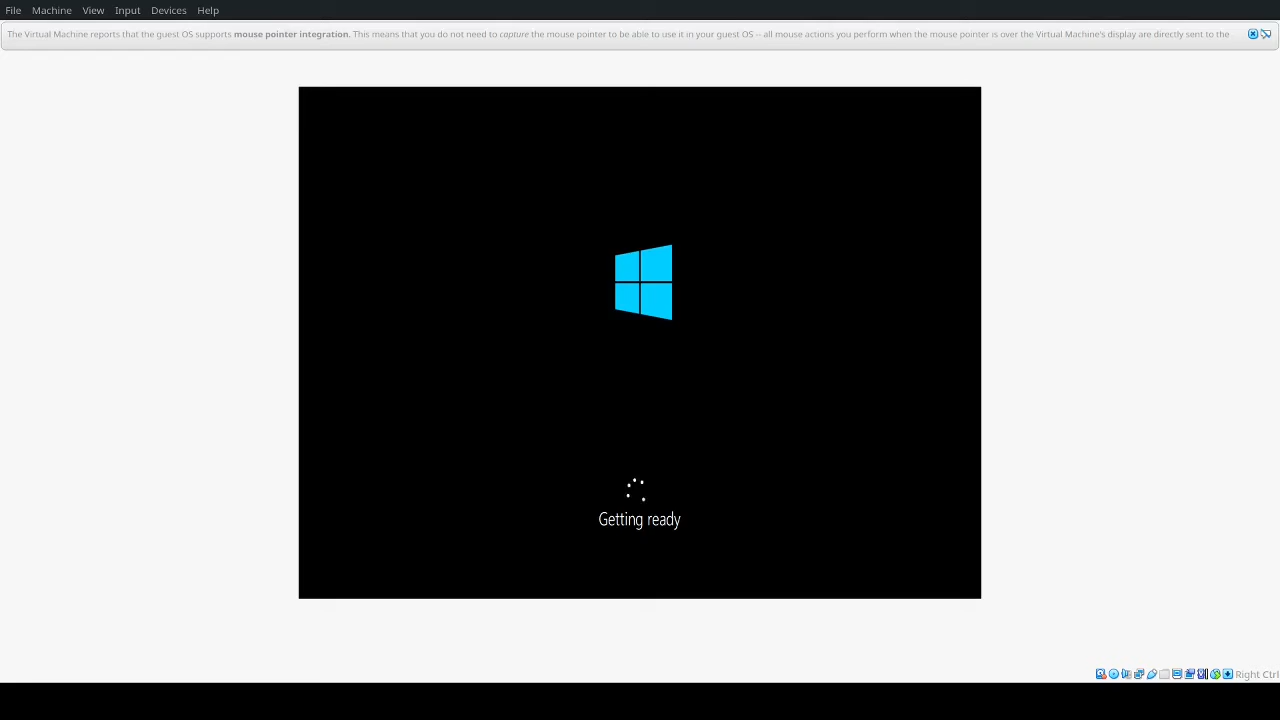 File Machine View Input Devices Help
The Virtual Machine reports that the guest OS supports mouse pointer integration. This means that you do not need to capture the mouse pointer to be able to use it in your guest OS -- all mouse actions you perform when the mouse pointer is over the Virtual Machine's display are directly sent to the
Getting ready
Right Ctrl